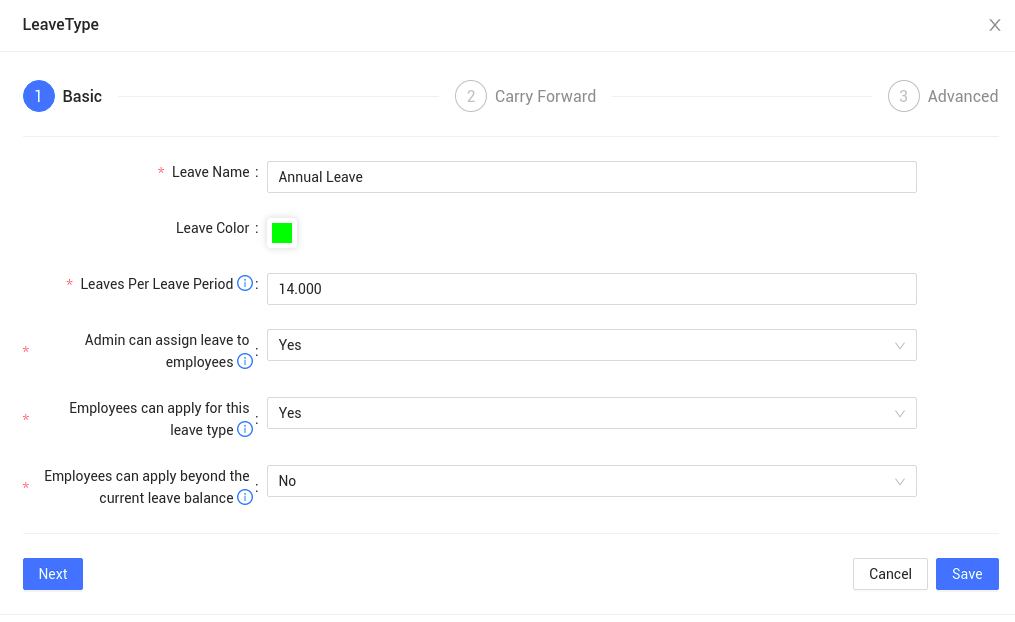 LeaveType
1 Basic 2 Carry Forward 3 Advanced
* Leave Name : Annual Leave
Leave Color :
* Leaves Per Leave Period : 14.000
* Admin can assign leave to
employees : Yes
* Employees can apply for this
leave type : Yes
* Employees can apply beyond the
current leave balance : No
Next Cancel Save